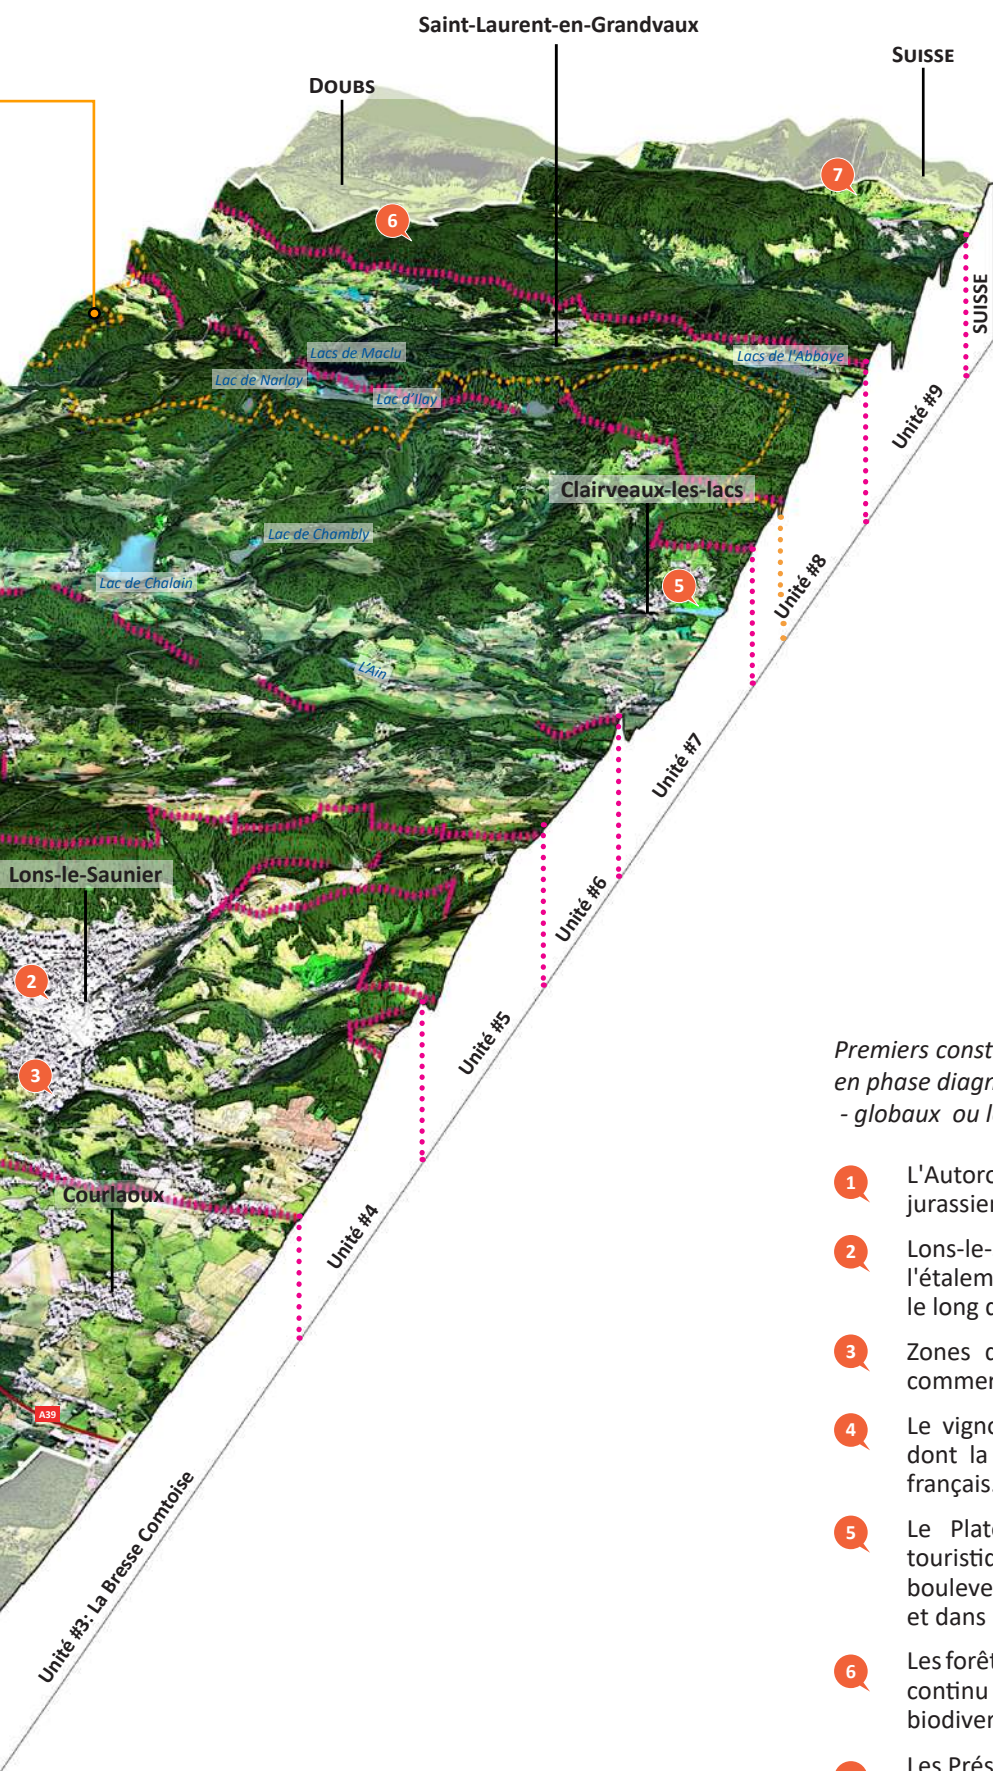 Saint-Laurent-en-Grandvaux
SUISSE
DOUBS
7
6
SUISSE
Lacs de Maclu
Lacs de l'Abbaye
Lac de Narlay
Lac d'Ilay
Unité #9
Clairveaux-les-lacs
Lac de Chambly
Lac de Chalain
5
Unité #8
L'Ain
Unité #7
Lons-le-Saunier
Unité #6
2
Unité #5
3
Premiers const
en phase diagn
- globaux ou l
1 L'Autoro
jurassier
Courlaoux
Unité #4
2 Lons-le-
l'étalem
le long d
3 Zones d
commer
A39
4 Le vigno
dont la
français.
Unité #3: La Bresse Comtoise
5 Le Plate
touristiq
bouleve
et dans
6 Les forêt
continu
biodiver
Les Prés